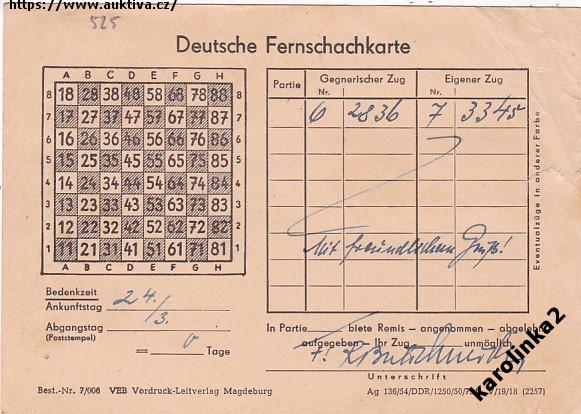 https://www.auktiva.cz/
525
Deutsche Fernschachkarte
A B C D E F G H
8 18 28 38 48 58 68 78 88 8
7 17 27 37 47 57 67 77 87 7
6 16 26 36 46 56 66 76 86 6
5 15 25 35 45 55 65 75 85 5
4 14 24 34 44 54 64 74 84 4
3 13 23 33 43 53 63 73 83 3
2 12 22 32 42 52 62 72 82 2
1 11 21 31 41 51 61 71 81 1
A B C D E F G H
Partie Gegnerischer Zug Eigener Zug
Nr. Nr.
6 2836 7 3345
Mit freundlichem Gruß!
Eventualzüge in anderer Farbe
Bedenkzeit
Ankunftstag 24./3.
Abgangstag
(Poststempel)
= 0 Tage
In Partie biete Remis – angenommen – abgelehnt
aufgegeben – Ihr Zug unmöglich
Unterschrift
Best.-Nr. 7/006 VEB Vordruck-Leitverlag Magdeburg
Ag 136/54/DDR/1250/50/ /19/18 (2257)
karolinka2